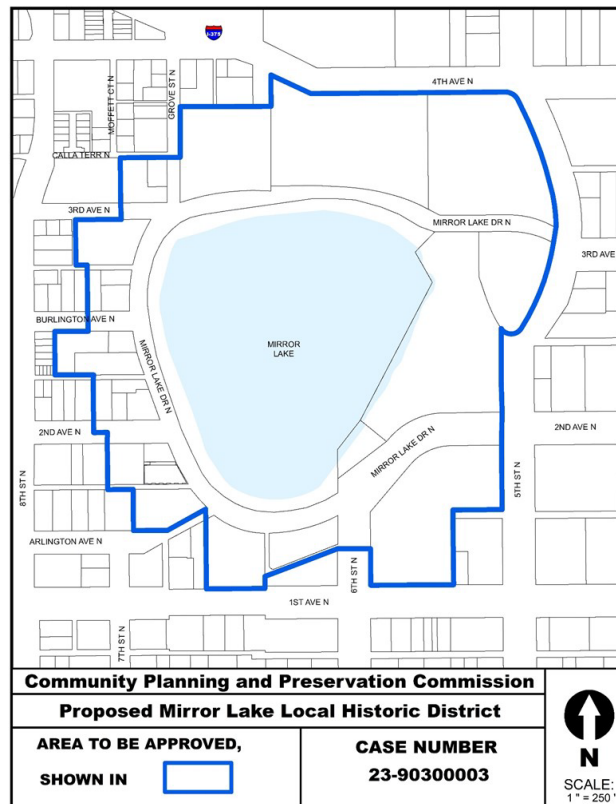 I-375
4TH AVE N
MOFFETT CT N
GROVE ST N
CALLA TERR N
3RD AVE N
MIRROR LAKE DR N
3RD AVE
BURLINGTON AVE N
MIRROR
LAKE
MIRROR LAKE DR N
2ND AVE N
MIRROR LAKE DR N
2ND AVE N
8TH ST N
5TH ST N
ARLINGTON AVE N
6TH ST N
1ST AVE N
7TH ST N
Community Planning and Preservation Commission
Proposed Mirror Lake Local Historic District
AREA TO BE APPROVED,
SHOWN IN
CASE NUMBER
23-90300003
N
SCALE:
1 " = 250 '